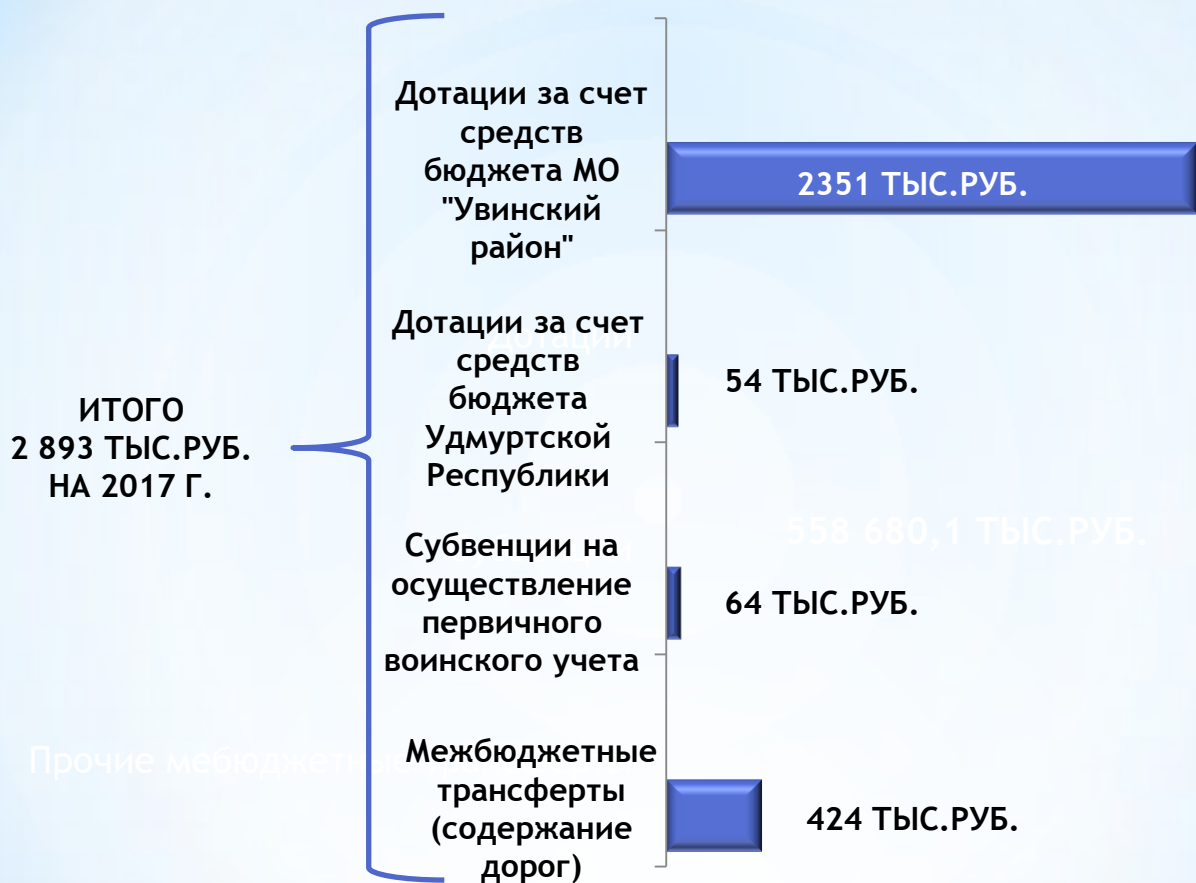 ИТОГО
2 893 ТЫС.РУБ.
НА 2017 Г.
Дотации за счет
средств
бюджета МО
"Увинский
район"
2351 ТЫС.РУБ.
Дотации
Дотации за счет
средств
бюджета
Удмуртской
Республики
54 ТЫС.РУБ.
558 680,1 ТЫС.РУБ.
Субвенции на
осуществление
первичного
воинского учета
64 ТЫС.РУБ.
Прочие
Межбюджетные
трансферты
(содержание
дорог)
424 ТЫС.РУБ.